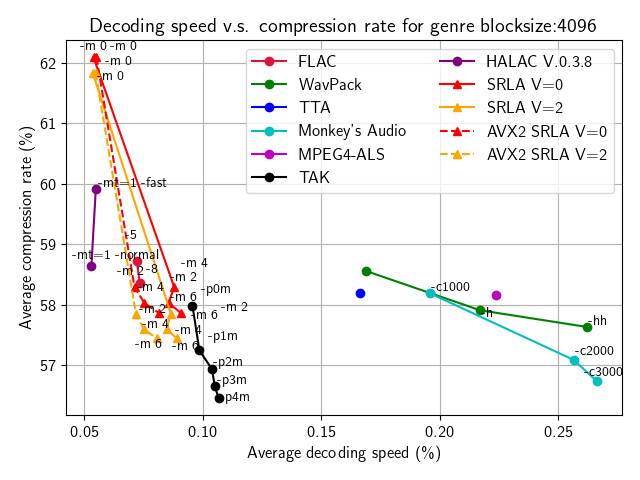 Decoding speed v.s. compression rate for genre blocksize:4096
Average compression rate (%)
62
61
60
59
58
57
0.05
0.10
0.15
0.20
0.25
Average decoding speed (%)
FLAC
WavPack
TTA
Monkey's Audio
MPEG4-ALS
TAK
HALAC V.0.3.8
SRLA V=0
SRLA V=2
AVX2 SRLA V=0
AVX2 SRLA V=2
-m 0
-m 0
-m 0
-m 0
-mt=1 -fast
-5
-mt=1 -normal
-m 4
-m 2
-8
-m 2
-m 4
-p0m
-m 6
-m 2
-m 2
-m 6
-m 4
-m 4
-p1m
-m 6
-m 6
-p2m
-p3m
-p4m
-c1000
-h
-hh
-c2000
-c3000